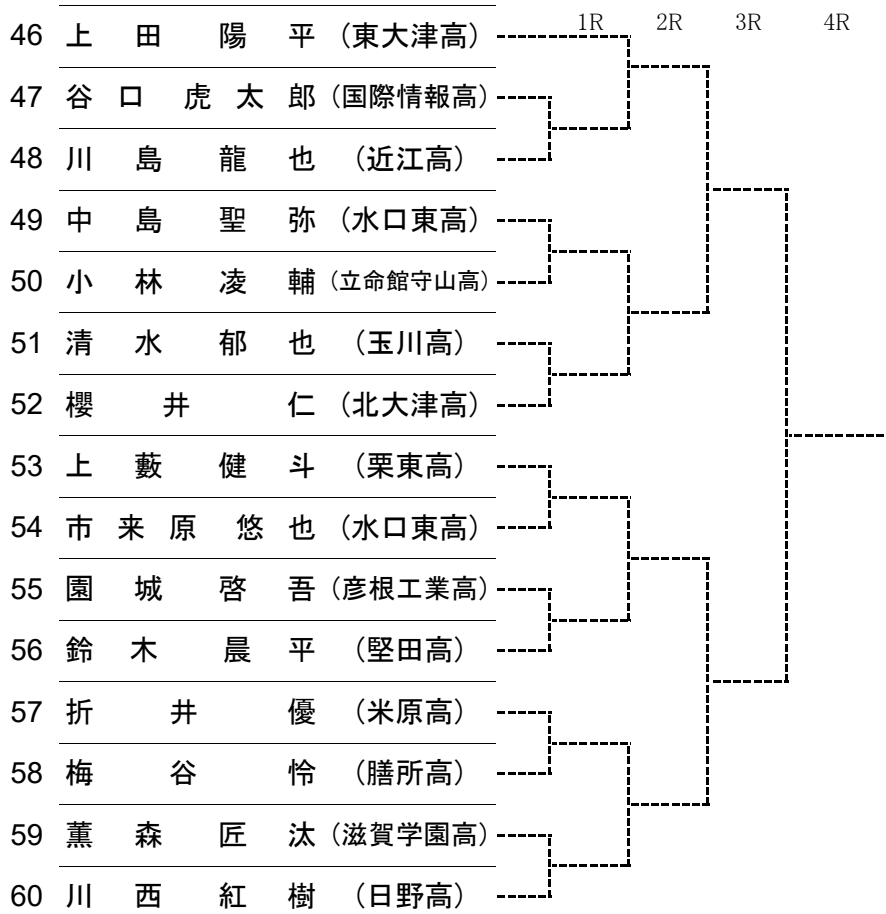 1R 2R 3R 4R
46 上田 陽平 (東大津高)
47 谷口 虎太郎 (国際情報高)
48 川島 龍也 (近江高)
49 中島 聖弥 (水口東高)
50 小林 凌輔 (立命館守山高)
51 清水 郁也 (玉川高)
52 櫻井 仁 (北大津高)
53 上藪 健斗 (栗東高)
54 市来原 悠也 (水口東高)
55 園城 啓吾 (彦根工業高)
56 鈴木 晨平 (堅田高)
57 折井 優 (米原高)
58 梅谷 怜 (膳所高)
59 薫森 匠汰 (滋賀学園高)
60 川西 紅樹 (日野高)